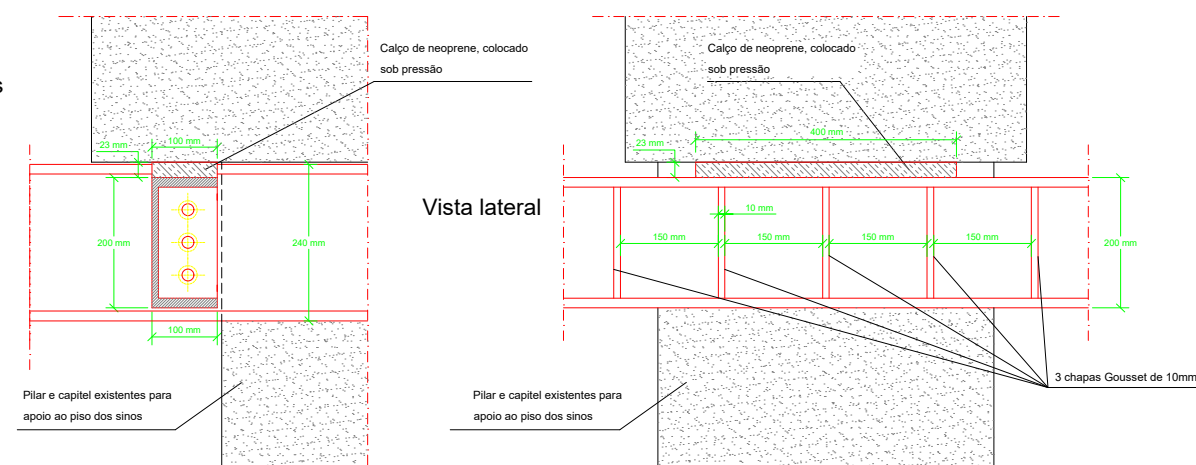 s
Calço de neoprene, colocado
sob pressão
23 mm
100 mm
200 mm
240 mm
100 mm
Pilar e capitel existentes para
apoio ao piso dos sinos
Vista lateral
Calço de neoprene, colocado
sob pressão
400 mm
23 mm
10 mm
150 mm
150 mm
150 mm
150 mm
200 mm
Pilar e capitel existentes para
apoio ao piso dos sinos
3 chapas Gousset de 10mm